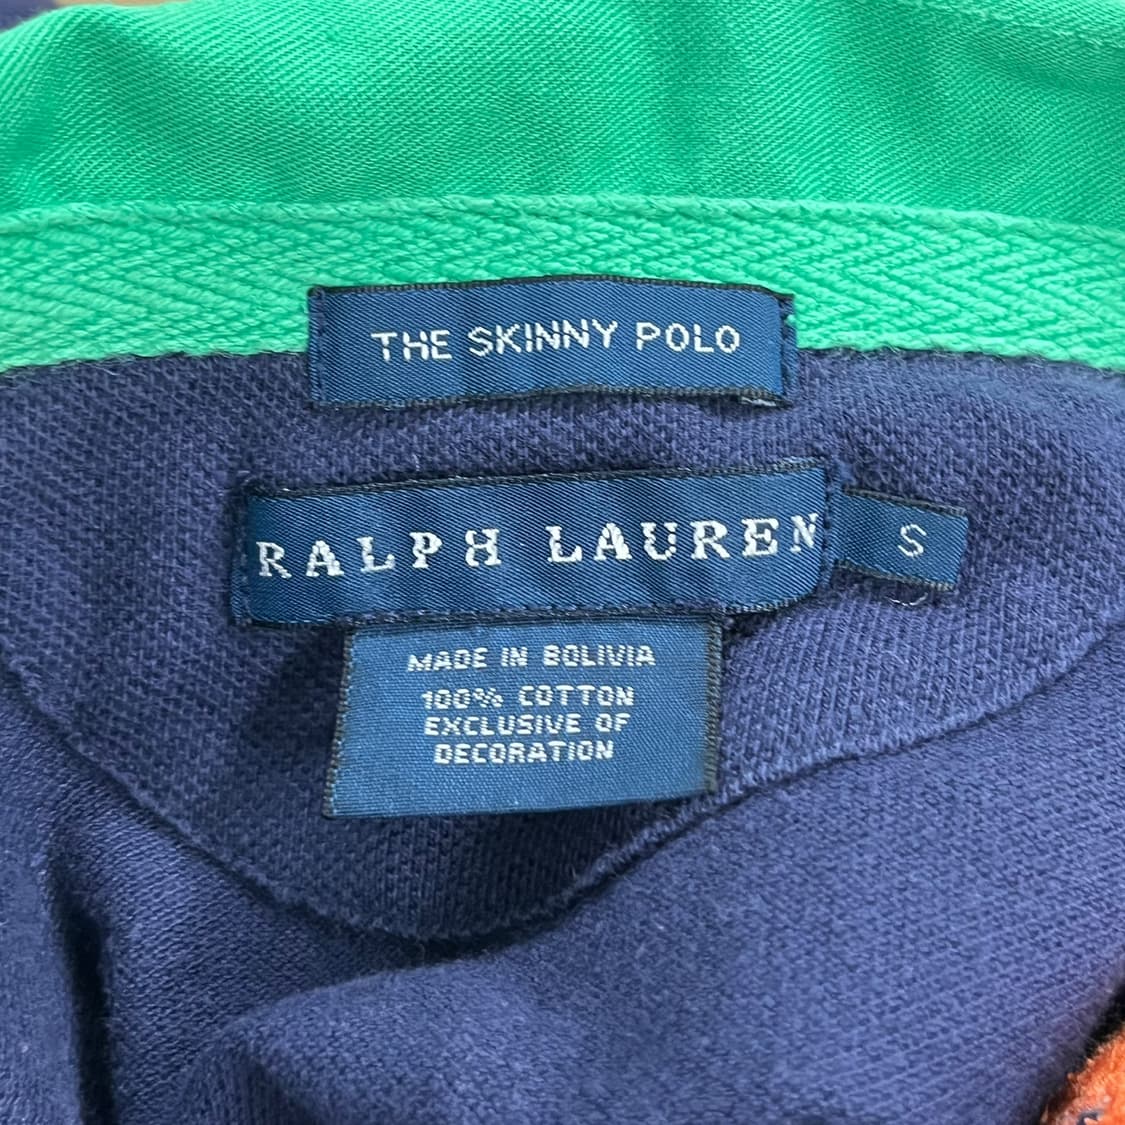 THE SKINNY POLO
RALPH LAUREN
S
MADE IN BOLIVIA
100% COTTON
EXCLUSIVE OF
DECORATION